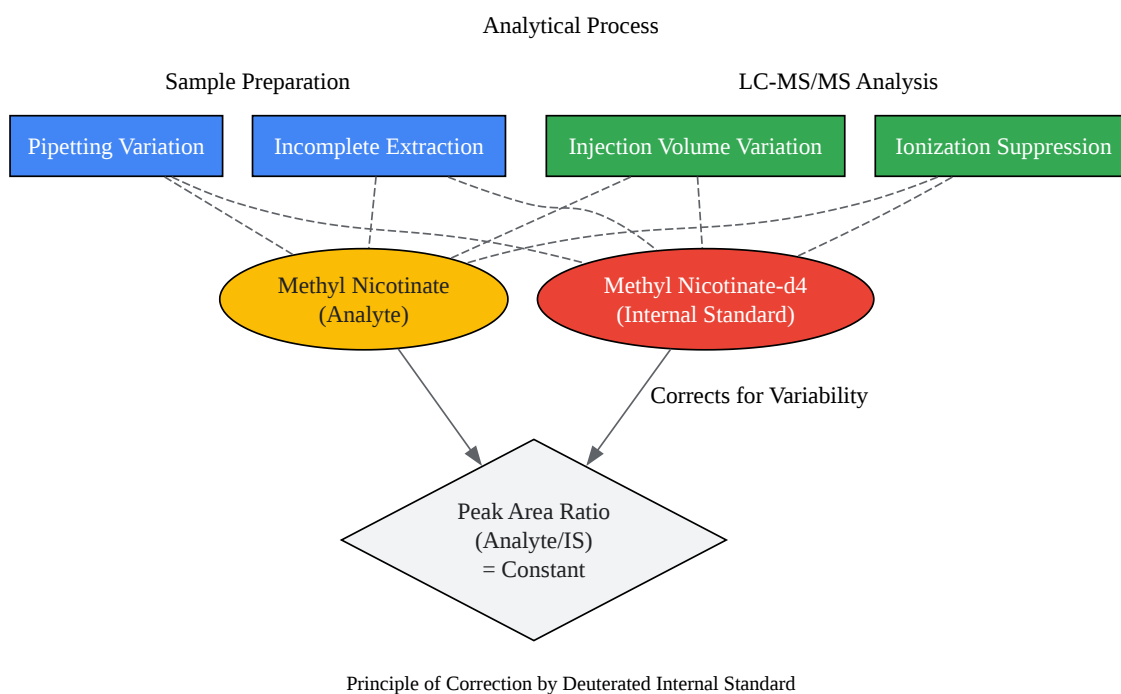 Analytical Process
Sample Preparation
LC-MS/MS Analysis
Pipetting Variation
Incomplete Extraction
Injection Volume Variation
Ionization Suppression
Methyl Nicotinate
(Analyte)
Methyl Nicotinate-d4
(Internal Standard)
Corrects for Variability
Peak Area Ratio
(Analyte/IS)
= Constant
Principle of Correction by Deuterated Internal Standard